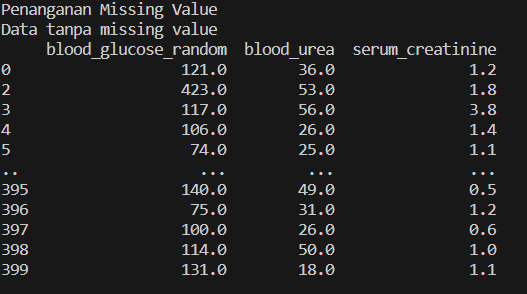 Penanganan Missing Value
Data tanpa missing value
blood_glucose_random blood_urea serum_creatinine
0 121.0 36.0 1.2
2 423.0 53.0 1.8
3 117.0 56.0 3.8
4 106.0 26.0 1.4
5 74.0 25.0 1.1
.. ... ... ...
395 140.0 49.0 0.5
396 75.0 31.0 1.2
397 100.0 26.0 0.6
398 114.0 50.0 1.0
399 131.0 18.0 1.1